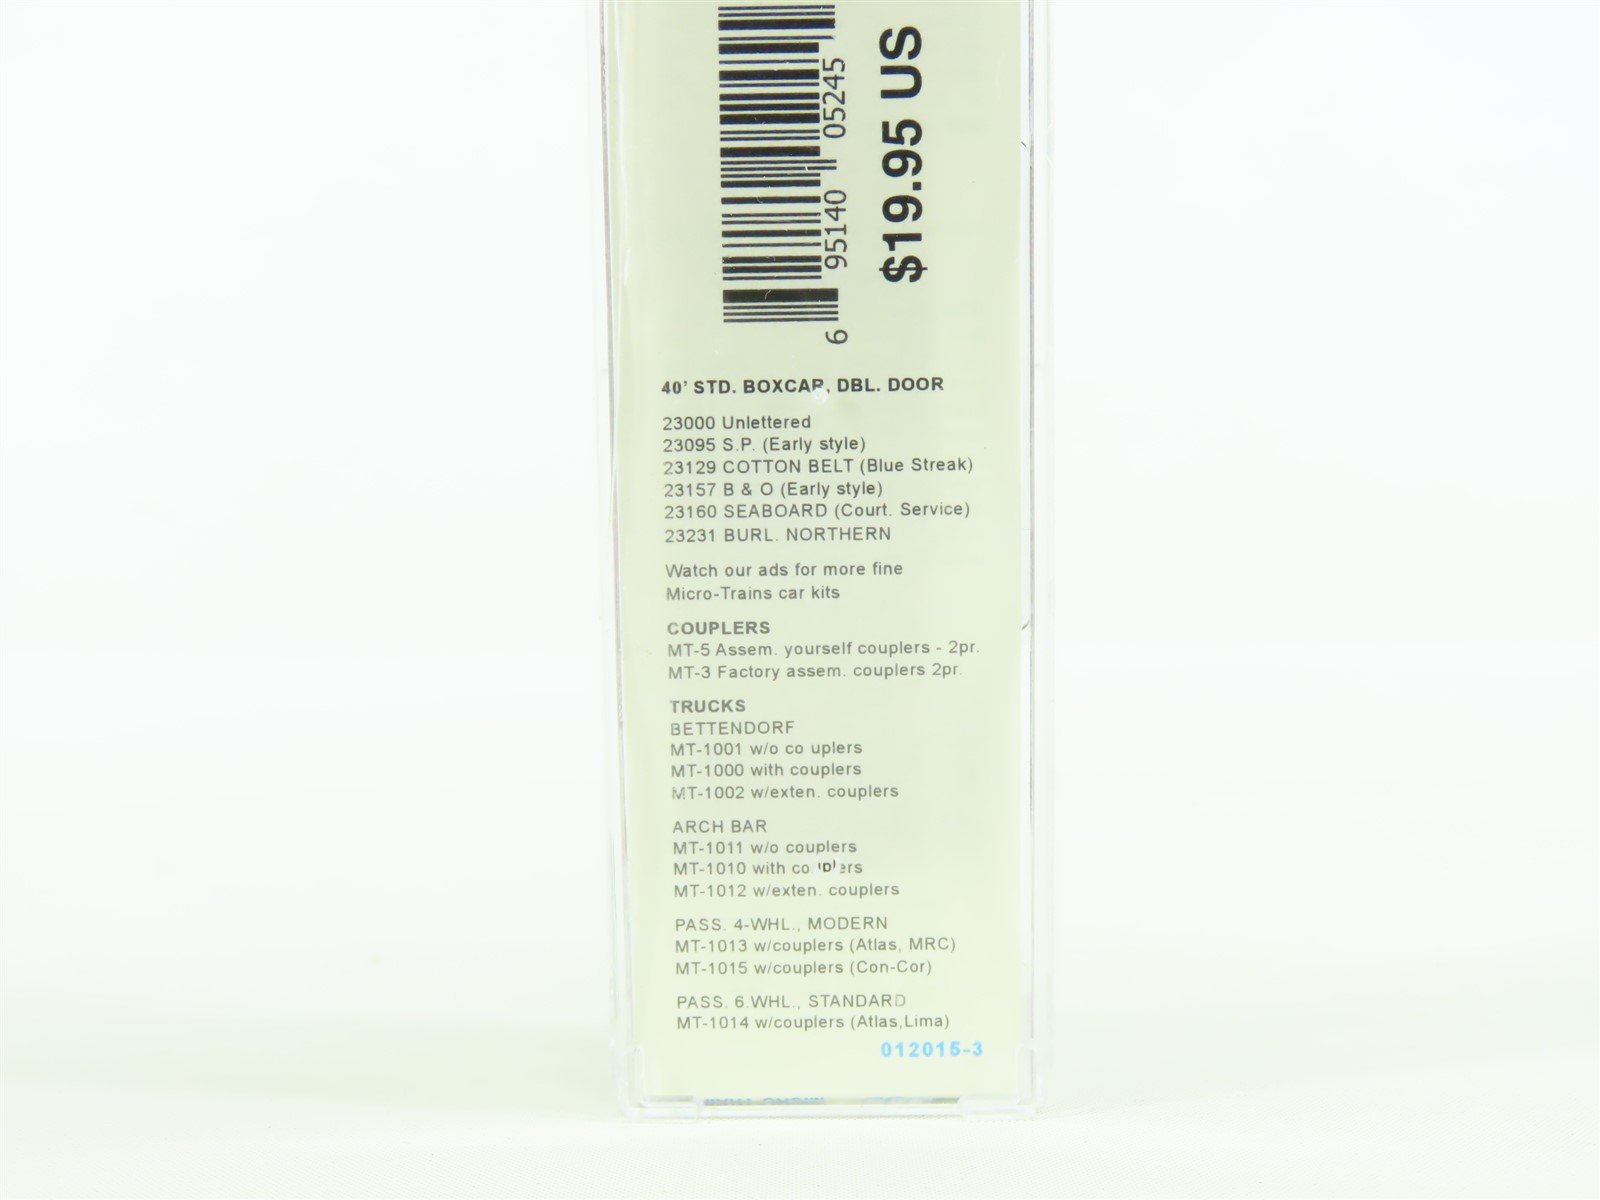 $19.95 US
6 95140 05245
40' STD. BOXCAR, DBL. DOOR
23000 Unlettered
23095 S.P. (Early style)
23129 COTTON BELT (Blue Streak)
23157 B & O (Early style)
23160 SEABOARD (Court. Service)
23231 BURL. NORTHERN
Watch our ads for more fine
Micro-Trains car kits
COUPLERS
MT-5 Assem. yourself couplers - 2pr.
MT-3 Factory assem. couplers 2pr.
TRUCKS
BETTENDORF
MT-1001 w/o co uplers
MT-1000 with couplers
MT-1002 w/exten. couplers
ARCH BAR
MT-1011 w/o couplers
MT-1010 with couplers
MT-1012 w/exten. couplers
PASS. 4-WHL., MODERN
MT-1013 w/couplers (Atlas, MRC)
MT-1015 w/couplers (Con-Cor)
PASS. 6.WHL., STANDARD
MT-1014 w/couplers (Atlas,Lima)
012015-3